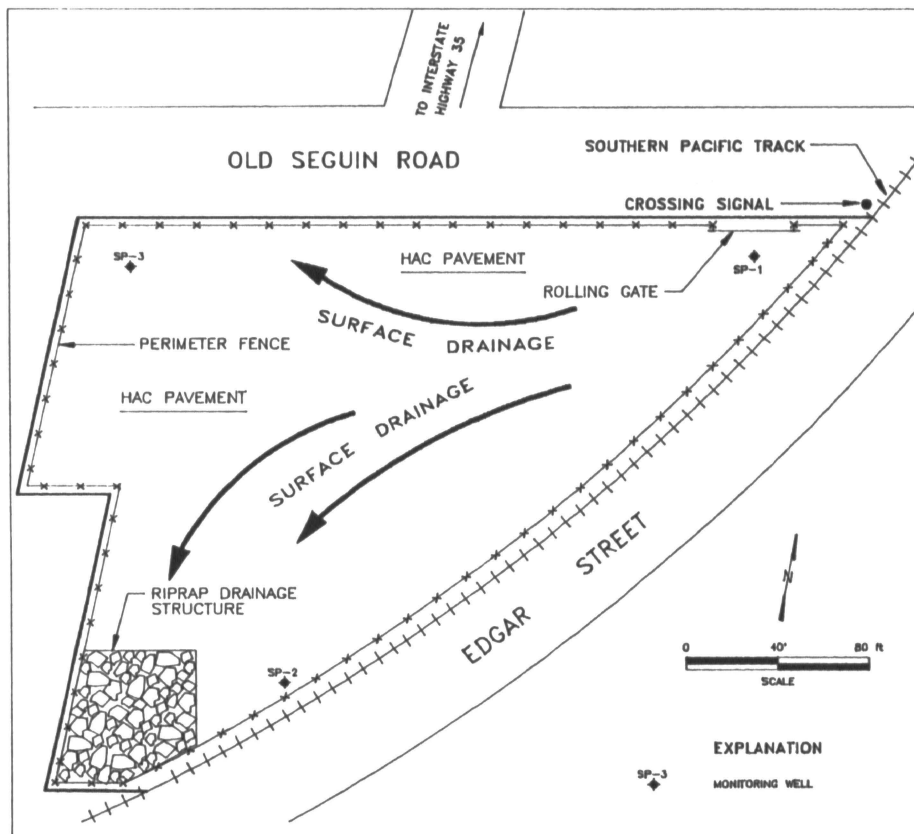 TO INTERSTATE
HIGHWAY 35
OLD SEGUIN ROAD
SOUTHERN PACIFIC TRACK
CROSSING SIGNAL
SP-3
HAC PAVEMENT
SP-1
ROLLING GATE
SURFACE DRAINAGE
PERIMETER FENCE
HAC PAVEMENT
SURFACE DRAINAGE
EDGAR STREET
RIPRAP DRAINAGE
STRUCTURE
N
SP-2
0 40' 80 ft
SCALE
EXPLANATION
SP-3
MONITORING WELL